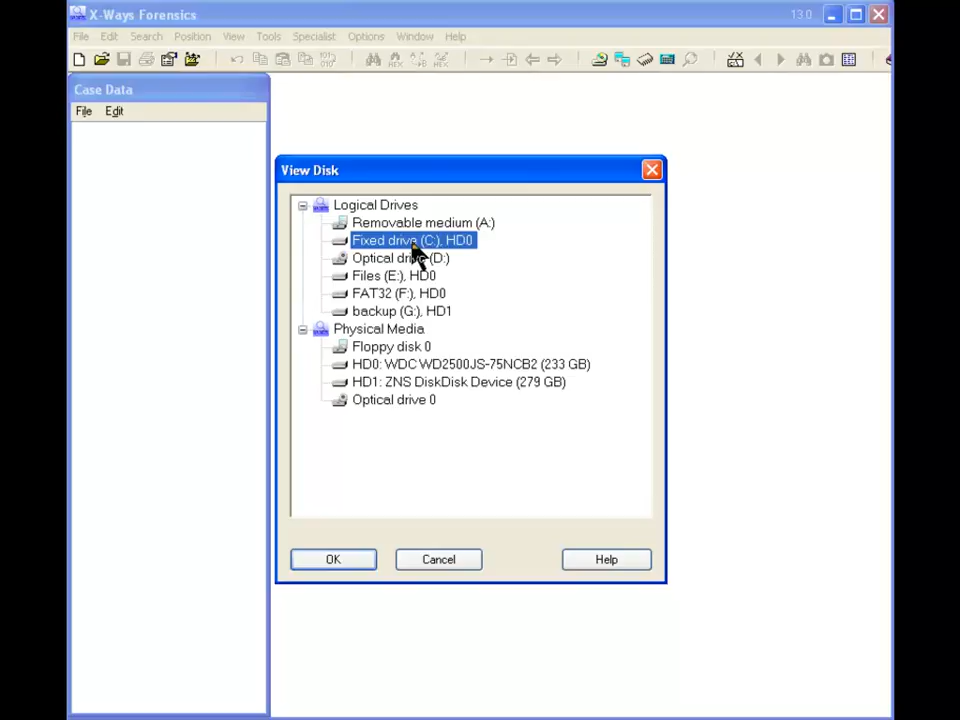 X-Ways Forensics
13.0
File Edit Search Position View Tools Specialist Options Window Help
Case Data
File Edit
View Disk
Logical Drives
Removable medium (A:)
Fixed drive (C:), HD0
Optical drive (D:)
Files (E:), HD0
FAT32 (F:), HD0
backup (G:), HD1
Physical Media
Floppy disk 0
HD0: WDC WD2500JS-75NCB2 (233 GB)
HD1: ZNS DiskDisk Device (279 GB)
Optical drive 0
OK Cancel Help